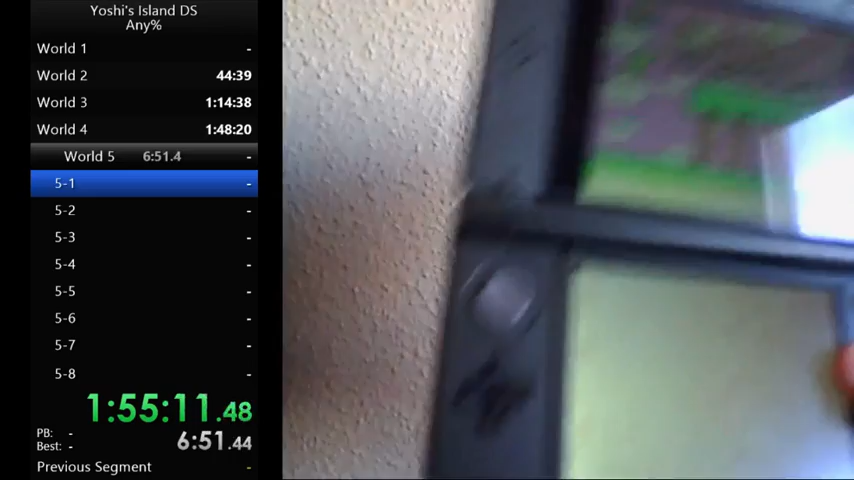 Yoshi's Island DS
Any%
World 1 -
World 2 44:39
World 3 1:14:38
World 4 1:48:20
World 5 6:51.4 -
5-1 -
5-2 -
5-3 -
5-4 -
5-5 -
5-6 -
5-7 -
5-8 -
1:55:11.48
PB: -
Best: -
6:51.44
Previous Segment -